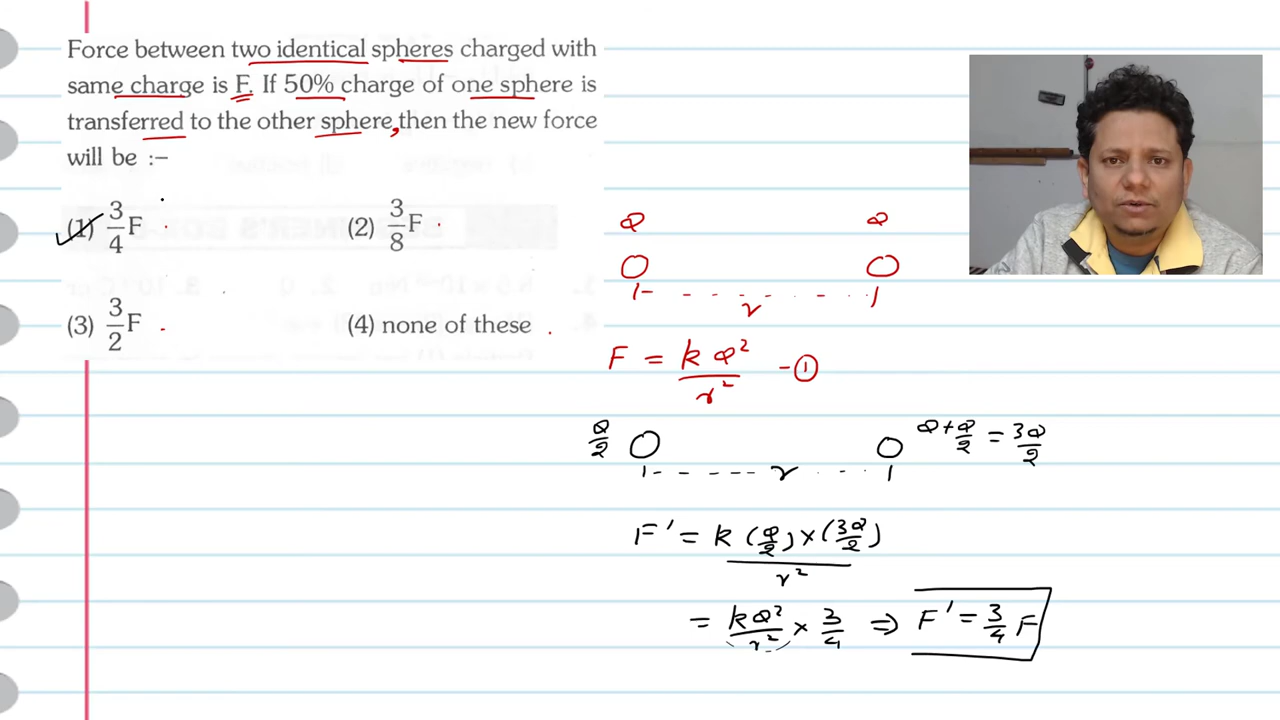 Force between two identical spheres charged with
same charge is F. If 50% charge of one sphere is
transferred to the other sphere, then the new force
will be :–
(1) 3/4 F
(2) 3/8 F
(3) 3/2 F
(4) none of these
Q Q
r
F = kQ²/r² -①
Q/2 Q+Q/2 = 3Q/2
r
F' = k (Q/2) × (3Q/2) / r²
= kQ²/r² × 3/4 ⇒ F' = 3/4 F